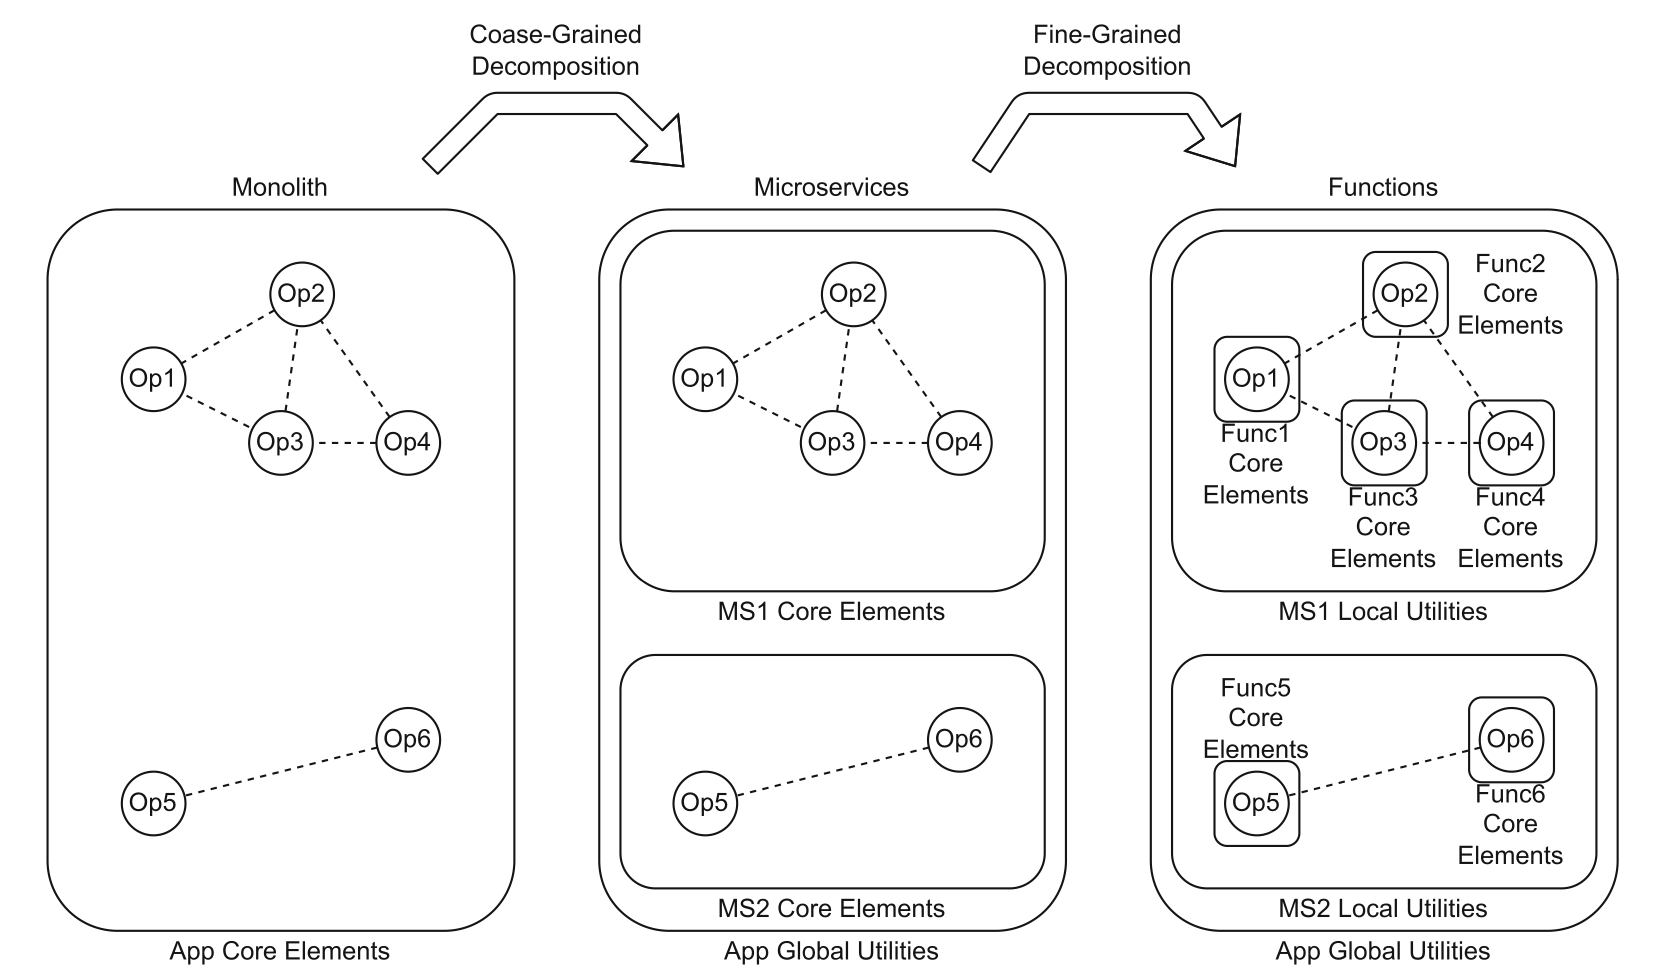 Coase-Grained
Decomposition
Fine-Grained
Decomposition
Monolith
Op2
Op1
Op3
Op4
Op6
Op5
App Core Elements
Microservices
Op2
Op1
Op3
Op4
MS1 Core Elements
Op6
Op5
MS2 Core Elements
App Global Utilities
Functions
Op2
Func2
Core
Elements
Op1
Func1
Core
Elements
Op3
Func3
Core
Elements
Op4
Func4
Core
Elements
MS1 Local Utilities
Func5
Core
Elements
Op5
Op6
Func6
Core
Elements
MS2 Local Utilities
App Global Utilities